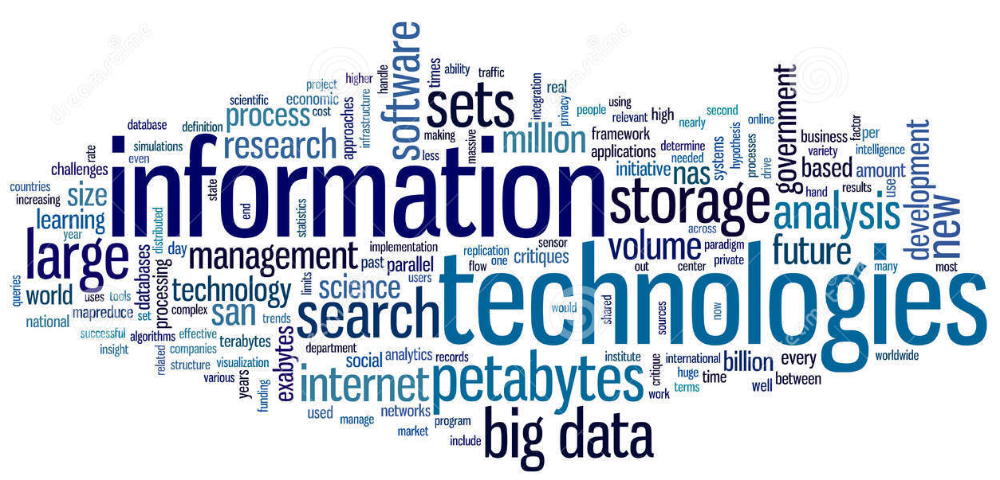 software
times
ability
traffic
project
higher
handle
integration
real
government
scientific
economic
cost
approaches
infrastructure
sets
privacy
people
using
relevant
high
second
nearly
online
factor
database
definition
process
research
making
massive
less
million
framework
applications
determine
needed
systems
hypothesis
processes
drive
business
per
variety
intelligence
development
rate
simulations
even
challenges
information
initiative
nas
based
amount
use
hand
results
countries
increasing
size
state
end
statistics
storage
across
analysis
new
learning
year
distributed
large
day
management
implementation
past
parallel
users
replication
one
flow
critiques
sensor
volume
paradigm
private
out
center
future
many
most
queries
world
uses
tools
databases
processing
technology
limits
science
technologies
mapreduce
set
complex
san
trends
search
would
shared
sources
now
national
successful
insight
algorithms
effective
related
companies
structure
terabytes
visualization
various
years
funding
exabytes
department
social
analytics
records
internet
petabytes
institute
critique
international
huge
terms
time
work
billion
every
well
between
worldwide
used
manage
networks
market
program
include
big data
dreamstime
dreamstime
dreamstime